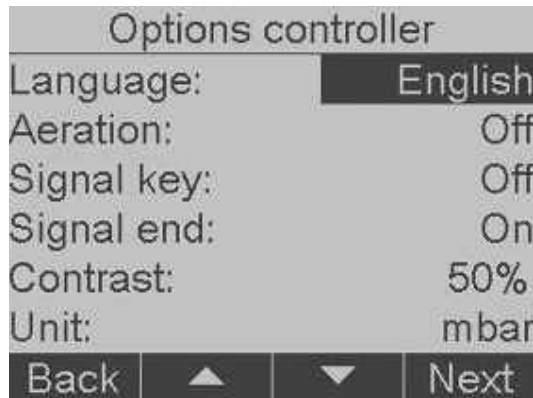 Options controller
Language: English
Aeration: Off
Signal key: Off
Signal end: On
Contrast: 50%
Unit: mbar
Back ▲ ▼ Next